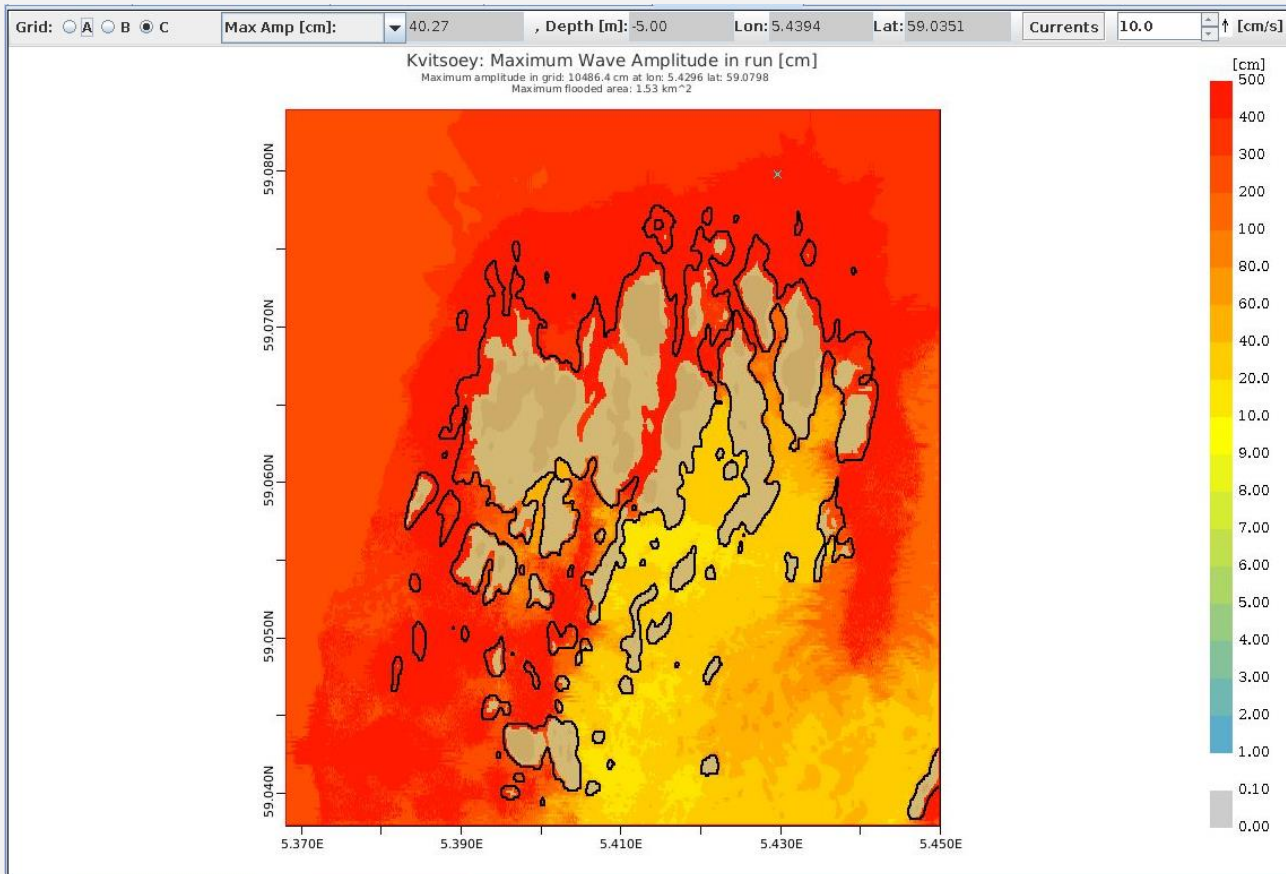 Grid: A B C Max Amp [cm]: 40.27 , Depth [m]: -5.00 Lon: 5.4394 Lat: 59.0351 Currents 10.0 [cm/s]
Kvitsoey: Maximum Wave Amplitude in run [cm]
Maximum amplitude in grid: 10486.4 cm at lon: 5.4296 lat: 59.0798
Maximum flooded area: 1.53 km^2
[cm]
500
400
300
200
100
80.0
60.0
40.0
20.0
10.0
9.00
8.00
7.00
6.00
5.00
4.00
3.00
2.00
1.00
0.10
0.00
59.080N
59.070N
59.060N
59.050N
59.040N
5.370E 5.390E 5.410E 5.430E 5.450E